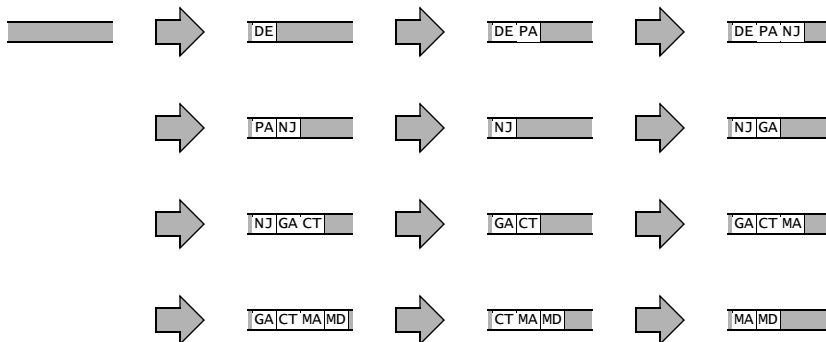 DE DE PA DE PA NJ
PA NJ NJ NJ GA
NJ GA CT GA CT GA CT MA
GA CT MA MD CT MA MD MA MD